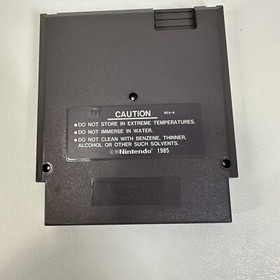 CAUTION REV-A
• DO NOT STORE IN EXTREME TEMPERATURES.
• DO NOT IMMERSE IN WATER.
• DO NOT CLEAN WITH BENZENE, THINNER,
ALCOHOL OR OTHER SUCH SOLVENTS.
©Nintendo® 1985